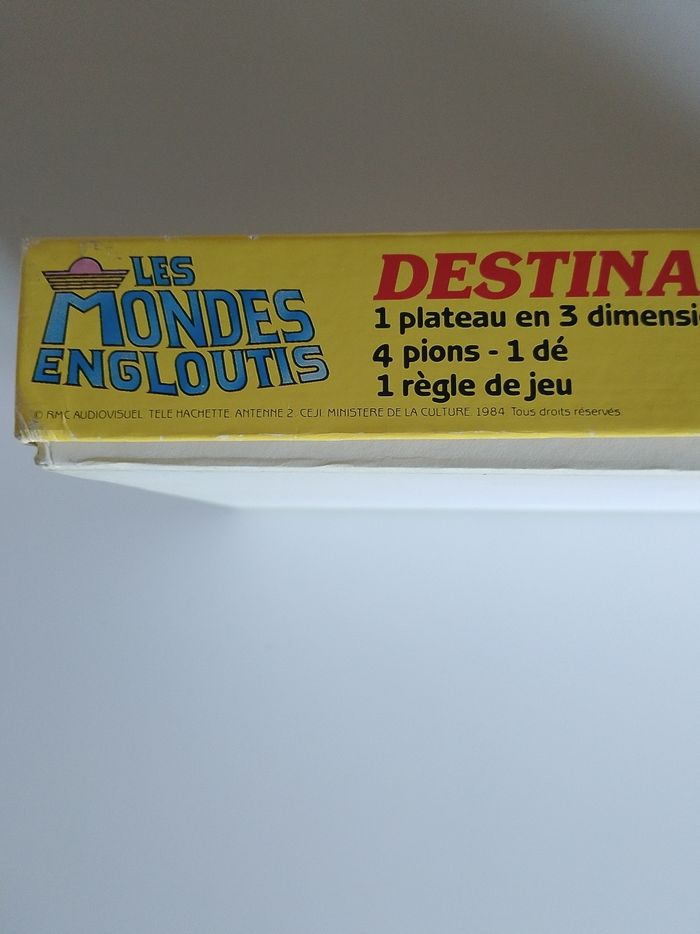 LES
MONDES
ENGLOUTIS
DESTINA
1 plateau en 3 dimensi
4 pions - 1 dé
1 règle de jeu
© RMC AUDIOVISUEL. TELE HACHETTE. ANTENNE 2. CEJI. MINISTERE DE LA CULTURE. 1984 Tous droits réservés